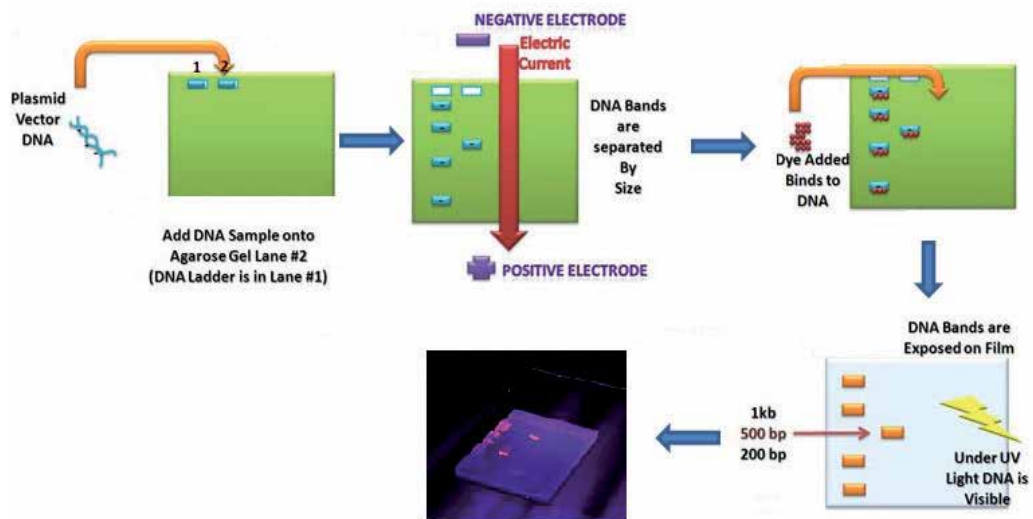 Plasmid
Vector
DNA
1 2
Add DNA Sample onto
Agarose Gel Lane #2
(DNA Ladder is in Lane #1)
NEGATIVE ELECTRODE
Electric
Current
DNA Bands
are
separated
By
Size
POSITIVE ELECTRODE
Dye Added
Binds to
DNA
DNA Bands are
Exposed on Film
1kb
500 bp
200 bp
Under UV
Light DNA is
Visible